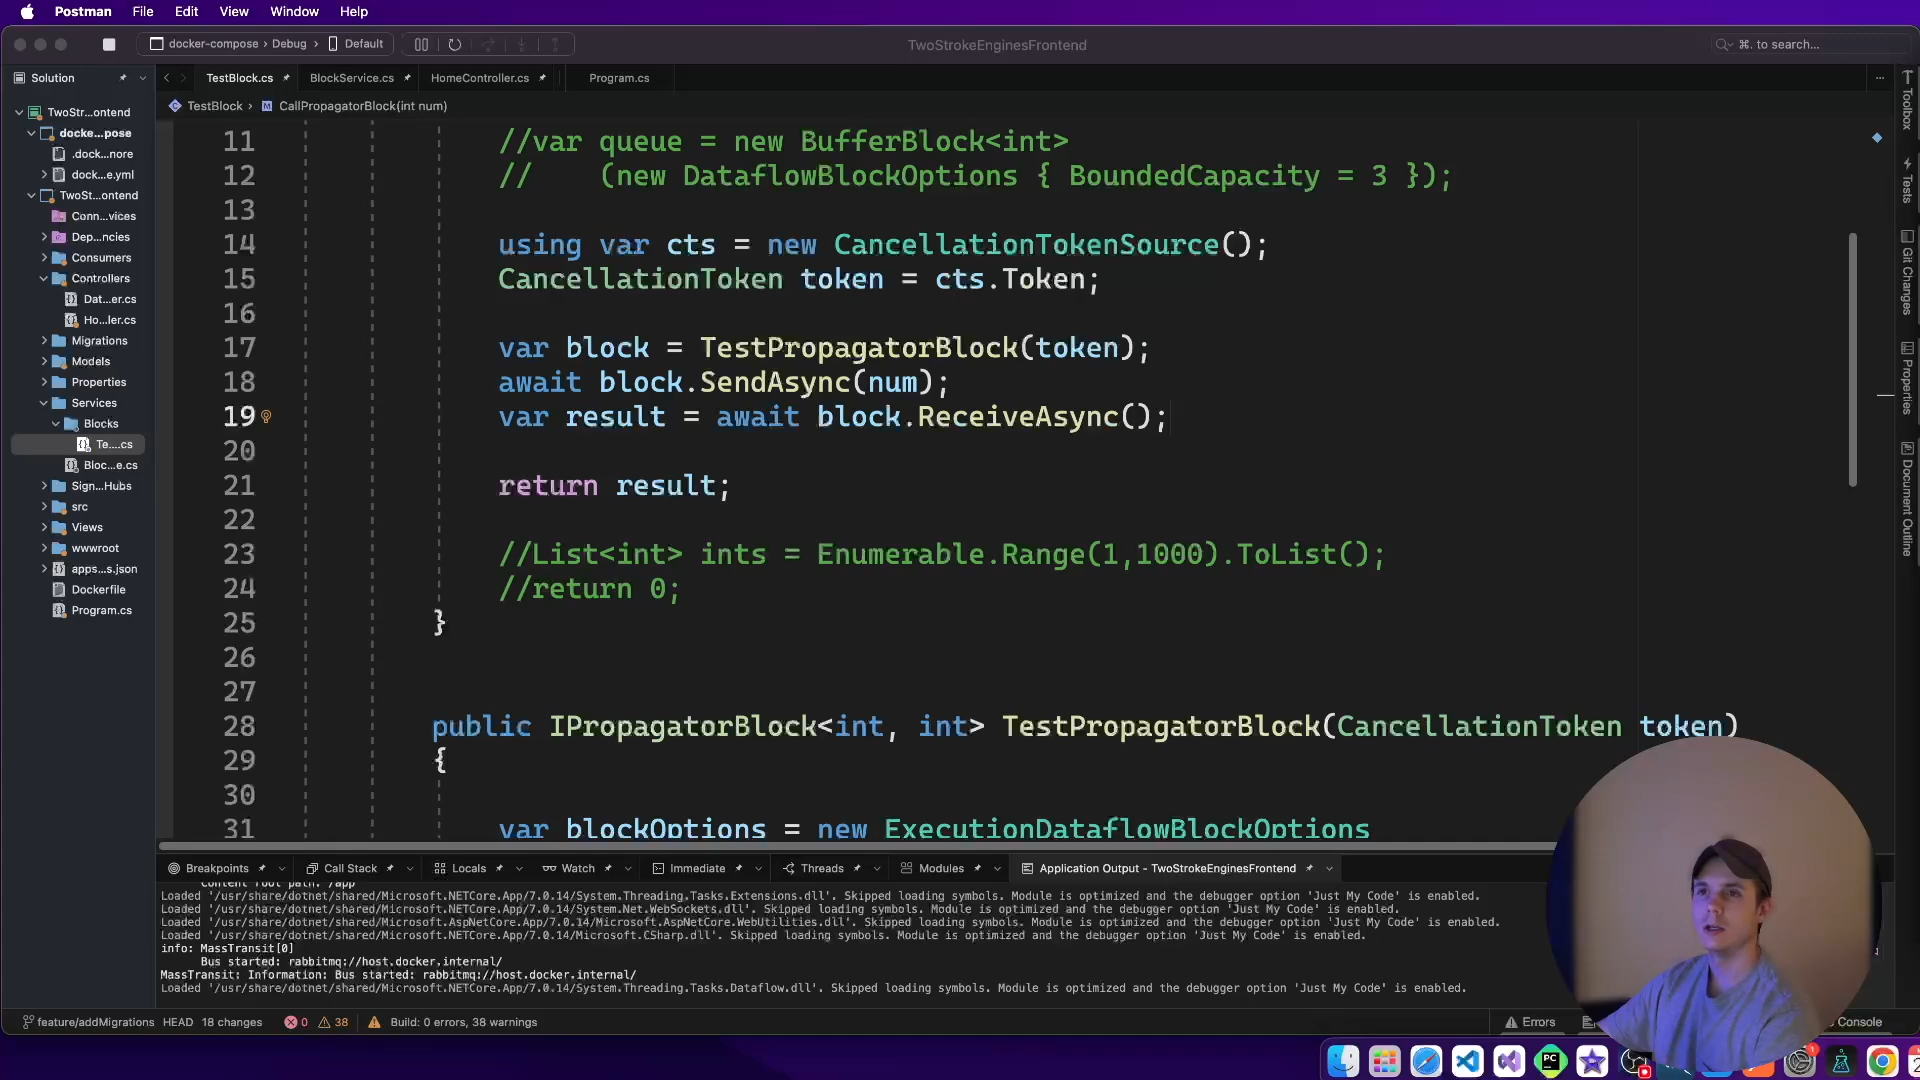 Postman File Edit View Window Help
docker-compose › Debug › Default
TwoStrokeEnginesFrontend
⌘. to search...
Solution
TestBlock.cs BlockService.cs HomeController.cs Program.cs
TestBlock › CallPropagatorBlock(int num)
TwoStr...ontend
docke...pose
.dock...nore
dock...e.yml
TwoSt...ontend
Conn...vices
Dep...ncies
Consumers
Controllers
Dat...er.cs
Ho...ler.cs
Migrations
Models
Properties
Services
Blocks
Te....cs
Bloc...e.cs
Sign...Hubs
src
Views
wwwroot
apps...s.json
Dockerfile
Program.cs
11 //var queue = new BufferBlock<int>
12 // (new DataflowBlockOptions { BoundedCapacity = 3 });
13
14 using var cts = new CancellationTokenSource();
15 CancellationToken token = cts.Token;
16
17 var block = TestPropagatorBlock(token);
18 await block.SendAsync(num);
19 var result = await block.ReceiveAsync();
20
21 return result;
22
23 //List<int> ints = Enumerable.Range(1,1000).ToList();
24 //return 0;
25 }
26
27
28 public IPropagatorBlock<int, int> TestPropagatorBlock(CancellationToken token)
29 {
30
31 var blockOptions = new ExecutionDataflowBlockOptions
Toolbox
Tests
Git Changes
Properties
Document Outline
Breakpoints Call Stack Locals Watch Immediate Threads Modules Application Output - TwoStrokeEnginesFrontend
Content root path: /app
Loaded '/usr/share/dotnet/shared/Microsoft.NETCore.App/7.0.14/System.Threading.Tasks.Extensions.dll'. Skipped loading symbols. Module is optimized and the debugger option 'Just My Code' is enabled.
Loaded '/usr/share/dotnet/shared/Microsoft.NETCore.App/7.0.14/System.Net.WebSockets.dll'. Skipped loading symbols. Module is optimized and the debugger option 'Just My Code' is enabled.
Loaded '/usr/share/dotnet/shared/Microsoft.AspNetCore.App/7.0.14/Microsoft.AspNetCore.WebUtilities.dll'. Skipped loading symbols. Module is optimized and the debugger option 'Just My Code' is enabled.
Loaded '/usr/share/dotnet/shared/Microsoft.NETCore.App/7.0.14/Microsoft.CSharp.dll'. Skipped loading symbols. Module is optimized and the debugger option 'Just My Code' is enabled.
info: MassTransit[0]
Bus started: rabbitmq://host.docker.internal/
MassTransit: Information: Bus started: rabbitmq://host.docker.internal/
Loaded '/usr/share/dotnet/shared/Microsoft.NETCore.App/7.0.14/System.Threading.Tasks.Dataflow.dll'. Skipped loading symbols. Module is optimized and the debugger option 'Just My Code' is enabled.
feature/addMigrations HEAD 18 changes 0 38 Build: 0 errors, 38 warnings
Errors
Console
PC
1